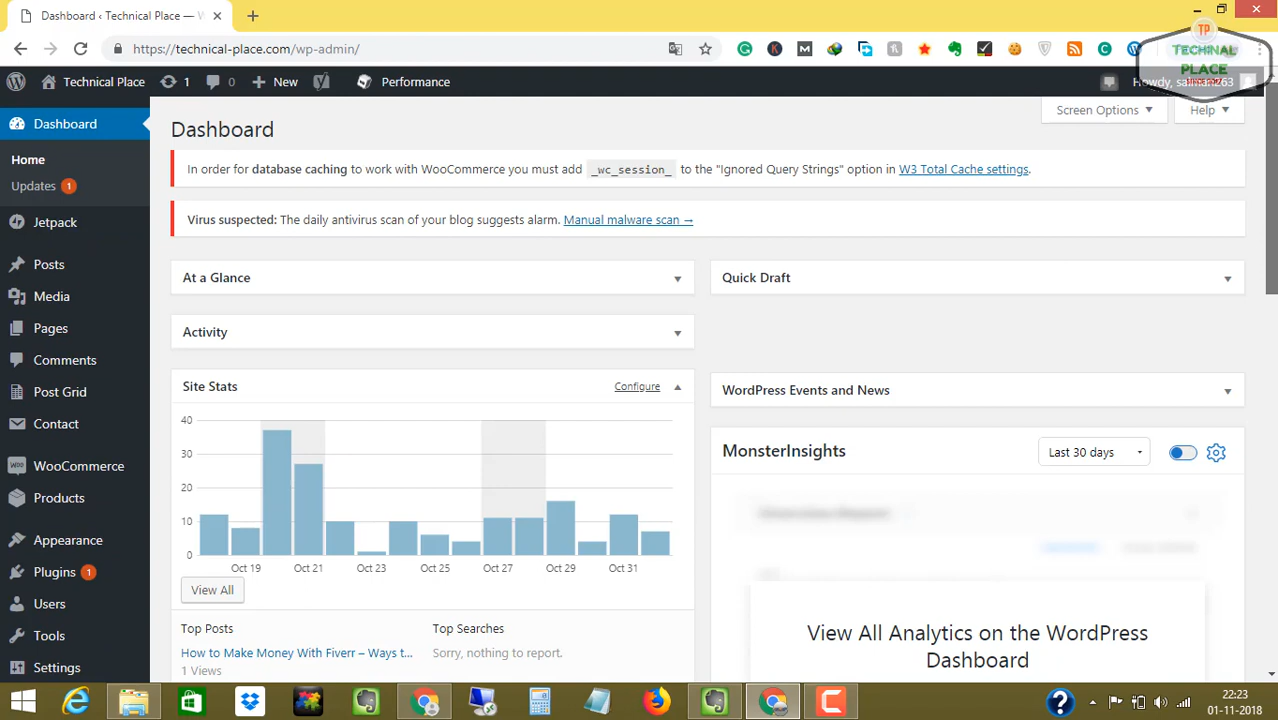 Dashboard ‹ Technical Place —
https://technical-place.com/wp-admin/
TP
TECHINAL
PLACE
Technical Place
1
0
New
Performance
Howdy,
Dashboard
Home
Updates 1
Jetpack
Posts
Media
Pages
Comments
Post Grid
Contact
WooCommerce
Products
Appearance
Plugins 1
Users
Tools
Settings
Screen Options
Help
Dashboard
In order for database caching to work with WooCommerce you must add _wc_session_ to the "Ignored Query Strings" option in W3 Total Cache settings.
Virus suspected: The daily antivirus scan of your blog suggests alarm. Manual malware scan →
At a Glance
Quick Draft
Activity
Site Stats
Configure
WordPress Events and News
40
30
20
10
0
Oct 19
Oct 21
Oct 23
Oct 25
Oct 27
Oct 29
Oct 31
View All
Top Posts
Top Searches
How to Make Money With Fiverr – Ways t...
Sorry, nothing to report.
1 Views
MonsterInsights
Last 30 days
View All Analytics on the WordPress
Dashboard
22:23
01-11-2018